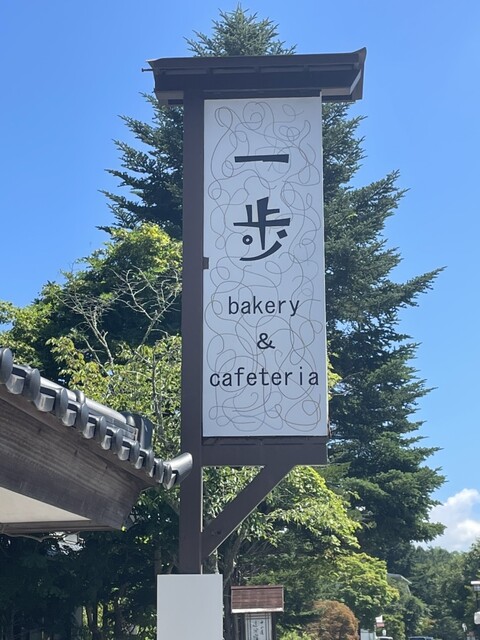 一
歩
bakery
&
cafeteria